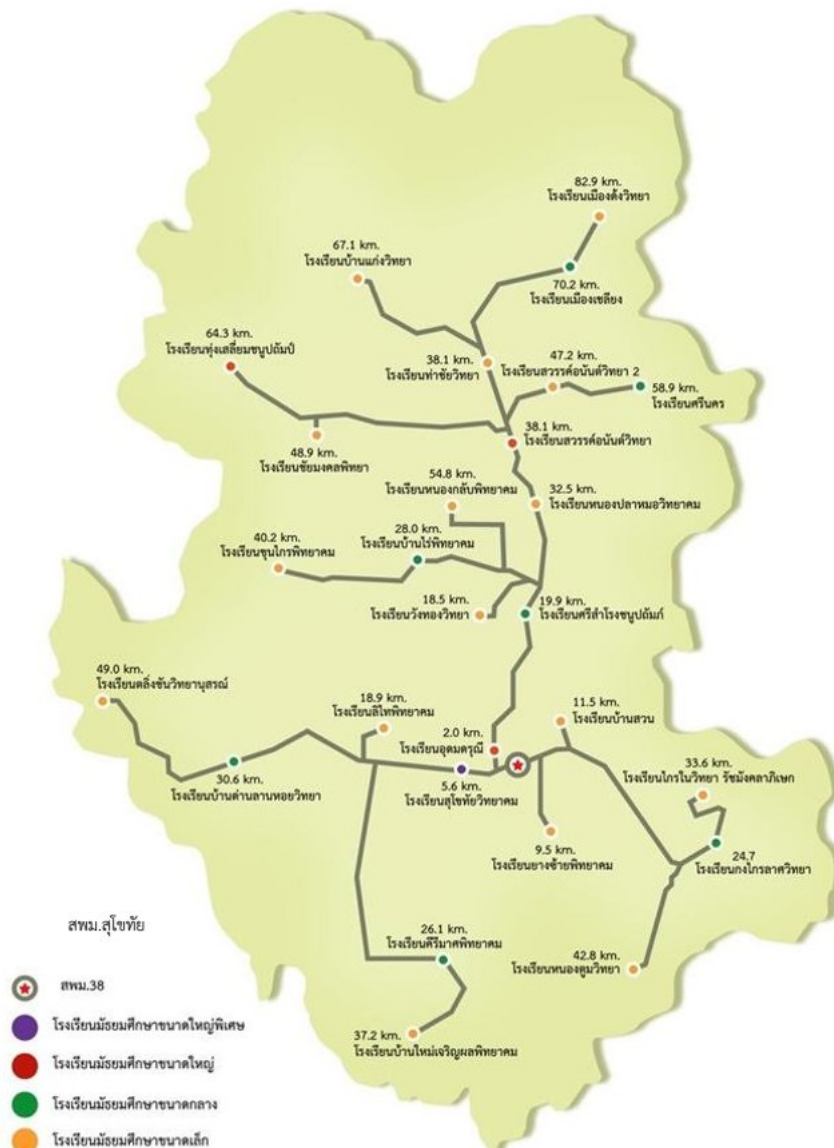 82.9 km.
โรงเรียนเมืองด้งวิทยา
67.1 km.
โรงเรียนบ้านแก่งวิทยา
70.2 km.
โรงเรียนเมืองเชลียง
64.3 km.
โรงเรียนทุ่งเสลี่ยมชนูปถัมป์
38.1 km.
โรงเรียนท่าชัยวิทยา
47.2 km.
โรงเรียนสวรรค์อนันต์วิทยา 2
58.9 km.
โรงเรียนศรีนคร
48.9 km.
โรงเรียนชัยมงคลพิทยา
38.1 km.
โรงเรียนสวรรค์อนันต์วิทยา
54.8 km.
โรงเรียนหนองกลับพิทยาคม
32.5 km.
โรงเรียนหนองปลาหมอวิทยาคม
40.2 km.
โรงเรียนขุนไกรพิทยาคม
28.0 km.
โรงเรียนบ้านไร่พิทยาคม
18.5 km.
โรงเรียนวังทองวิทยา
19.9 km.
โรงเรียนศรีสำโรงชนูปถัมภ์
49.0 km.
โรงเรียนตลิ่งชันวิทยานุสรณ์
18.9 km.
โรงเรียนลิไทพิทยาคม
11.5 km.
โรงเรียนบ้านสวน
2.0 km.
โรงเรียนอุดมดรุณี
30.6 km.
โรงเรียนบ้านด่านลานหอยวิทยา
5.6 km.
โรงเรียนสุโขทัยวิทยาคม
33.6 km.
โรงเรียนไกรในวิทยา รัชมังคลาภิเษก
9.5 km.
โรงเรียนยางซ้ายพิทยาคม
24.7
โรงเรียนกงไกรลาศวิทยา
26.1 km.
โรงเรียนคีรีมาศพิทยาคม
42.8 km.
โรงเรียนหนองตูมวิทยา
37.2 km.
โรงเรียนบ้านใหม่เจริญผลพิทยาคม
สพม.สุโขทัย
สพม.38
โรงเรียนมัธยมศึกษาขนาดใหญ่พิเศษ
โรงเรียนมัธยมศึกษาขนาดใหญ่
โรงเรียนมัธยมศึกษาขนาดกลาง
โรงเรียนมัธยมศึกษาขนาดเล็ก